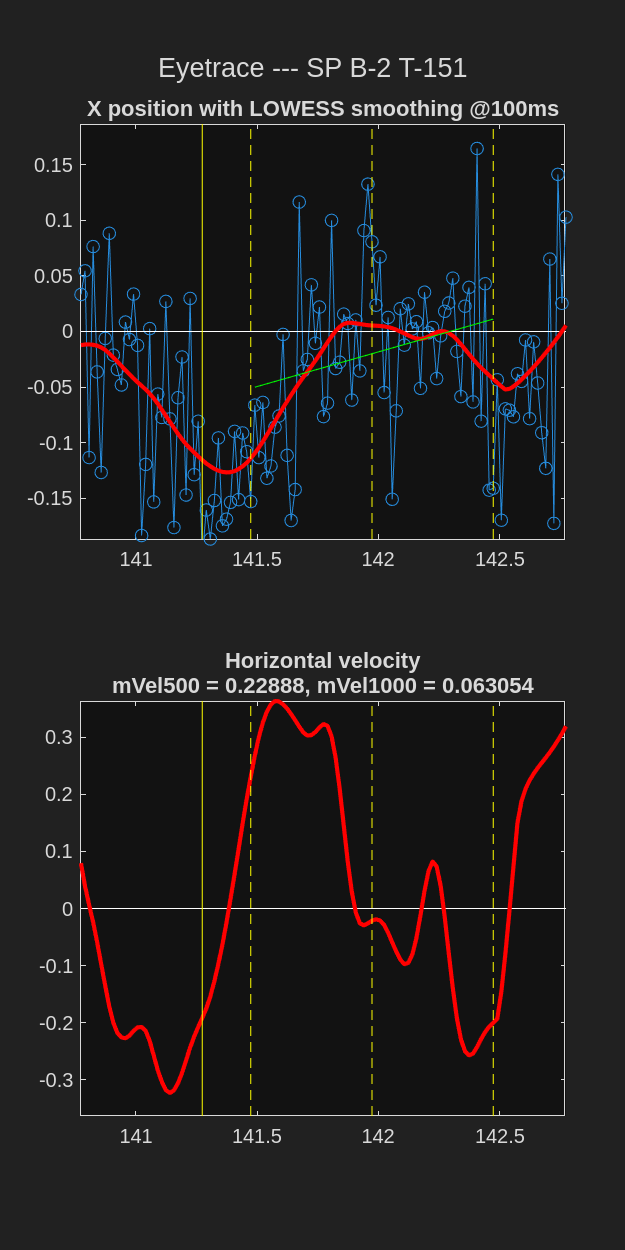 Eyetrace --- SP B-2 T-151
X position with LOWESS smoothing @100ms
0.15
0.1
0.05
0
-0.05
-0.1
-0.15
141 141.5 142 142.5
Horizontal velocity
mVel500 = 0.22888, mVel1000 = 0.063054
0.3
0.2
0.1
0
-0.1
-0.2
-0.3
141 141.5 142 142.5